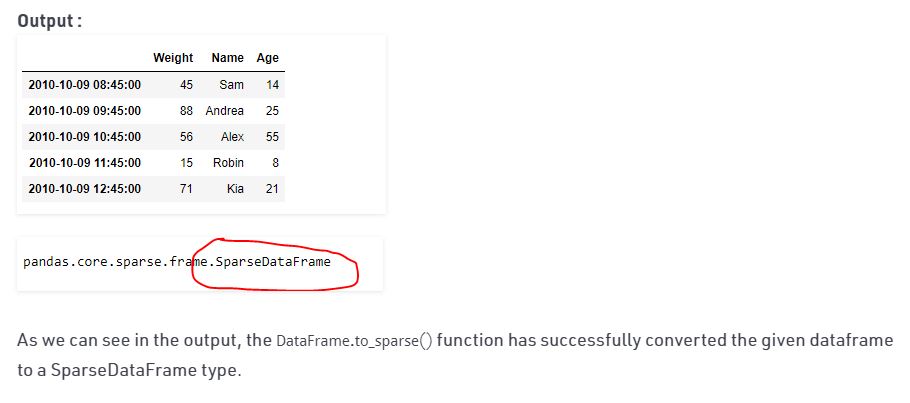 Output :
Weight Name Age
2010-10-09 08:45:00 45 Sam 14
2010-10-09 09:45:00 88 Andrea 25
2010-10-09 10:45:00 56 Alex 55
2010-10-09 11:45:00 15 Robin 8
2010-10-09 12:45:00 71 Kia 21
pandas.core.sparse.frame.SparseDataFrame
As we can see in the output, the DataFrame.to_sparse() function has successfully converted the given dataframe
to a SparseDataFrame type.